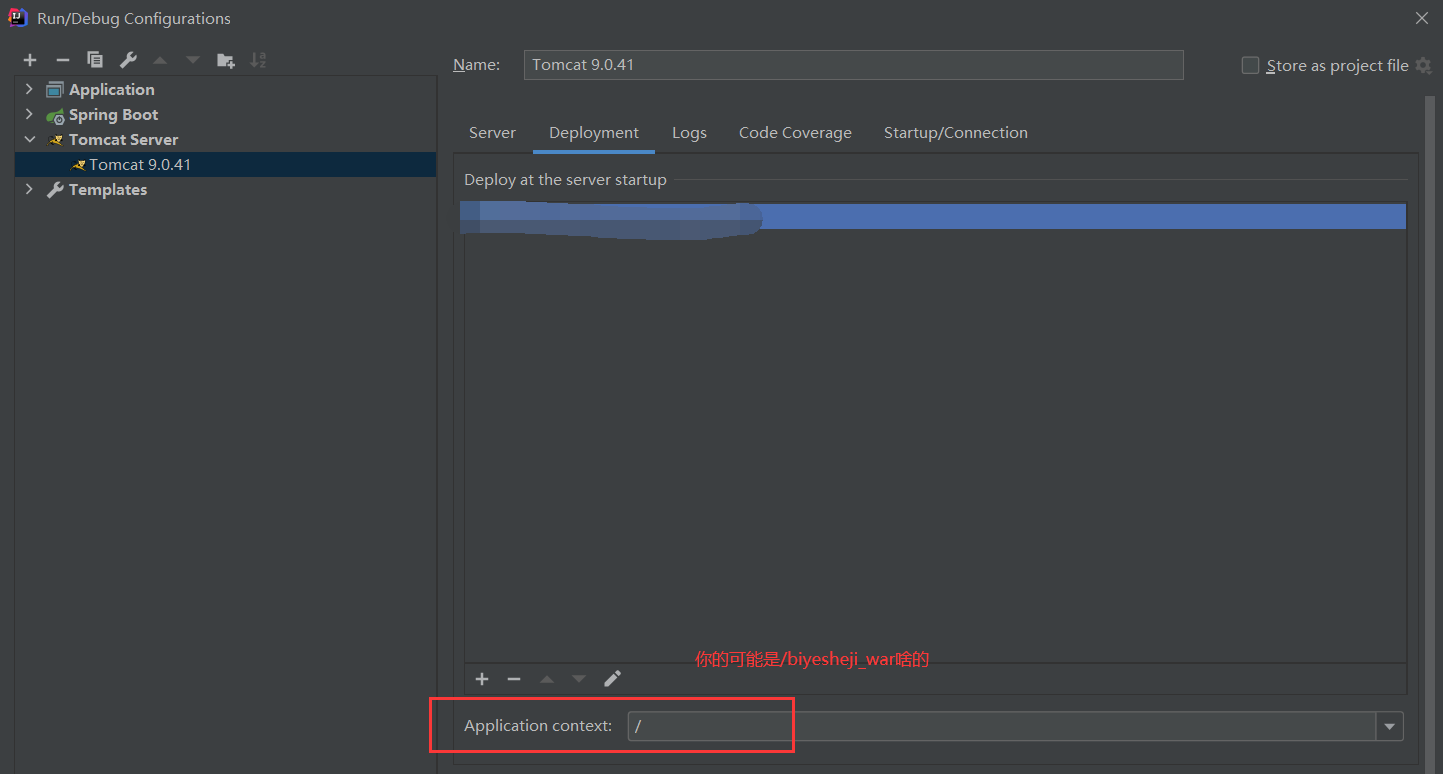 Run/Debug Configurations
Name: Tomcat 9.0.41
Store as project file
Application
Spring Boot
Tomcat Server
Tomcat 9.0.41
Templates
Server Deployment Logs Code Coverage Startup/Connection
Deploy at the server startup
你的可能是/biyesheji_war啥的
Application context: /